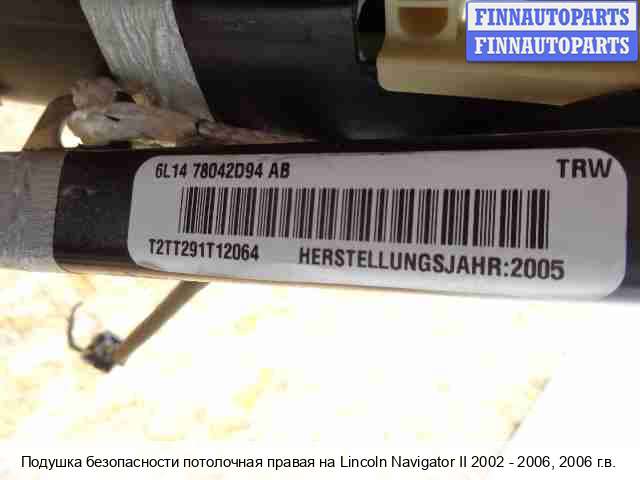 FINNAUTOPARTS
FINNAUTOPARTS
6L14 78042D94 AB
TRW
T2TT291T12064
HERSTELLUNGSJAHR:2005
Подушка безопасности потолочная правая на Lincoln Navigator II 2002 - 2006, 2006 г.в.